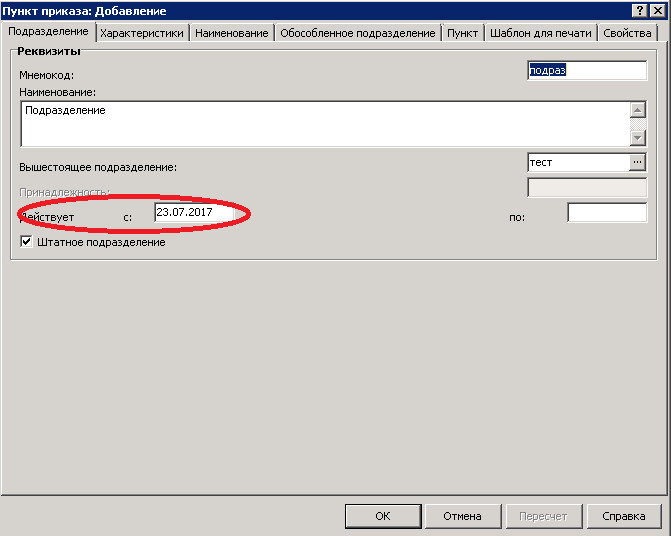 Пункт приказа: Добавление
Подразделение Характеристики Наименование Обособленное подразделение Пункт Шаблон для печати Свойства
Реквизиты
Мнемокод: подраз
Наименование:
Подразделение
Вышестоящее подразделение: тест ...
Принадлежность:
Действует с: 23.07.2017 по:
Штатное подразделение
ОК Отмена Пересчет Справка